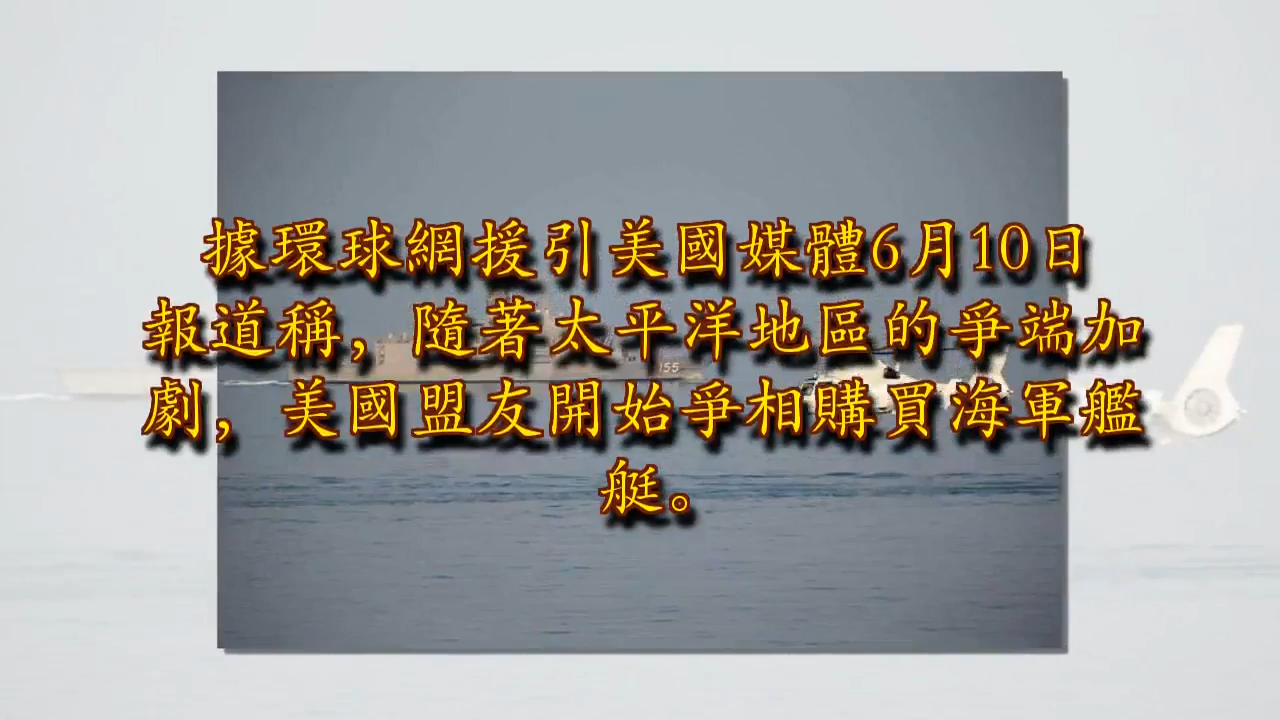 據環球網援引美國媒體6月10日
報道稱，隨著太平洋地區的爭端加
劇，美國盟友開始爭相購買海軍艦
艇。
155